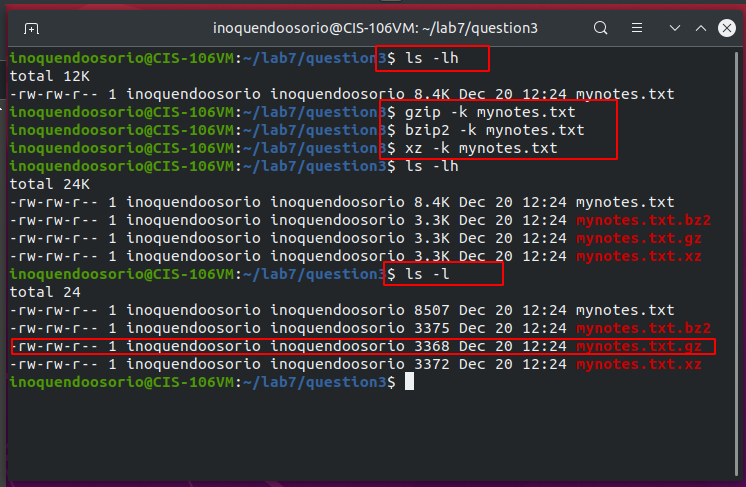 inoquendoosorio@CIS-106VM: ~/lab7/question3
inoquendoosorio@CIS-106VM:~/lab7/question3$ ls -lh
total 12K
-rw-rw-r-- 1 inoquendoosorio inoquendoosorio 8.4K Dec 20 12:24 mynotes.txt
inoquendoosorio@CIS-106VM:~/lab7/question3$ gzip -k mynotes.txt
inoquendoosorio@CIS-106VM:~/lab7/question3$ bzip2 -k mynotes.txt
inoquendoosorio@CIS-106VM:~/lab7/question3$ xz -k mynotes.txt
inoquendoosorio@CIS-106VM:~/lab7/question3$ ls -lh
total 24K
-rw-rw-r-- 1 inoquendoosorio inoquendoosorio 8.4K Dec 20 12:24 mynotes.txt
-rw-rw-r-- 1 inoquendoosorio inoquendoosorio 3.3K Dec 20 12:24 mynotes.txt.bz2
-rw-rw-r-- 1 inoquendoosorio inoquendoosorio 3.3K Dec 20 12:24 mynotes.txt.gz
-rw-rw-r-- 1 inoquendoosorio inoquendoosorio 3.3K Dec 20 12:24 mynotes.txt.xz
inoquendoosorio@CIS-106VM:~/lab7/question3$ ls -l
total 24
-rw-rw-r-- 1 inoquendoosorio inoquendoosorio 8507 Dec 20 12:24 mynotes.txt
-rw-rw-r-- 1 inoquendoosorio inoquendoosorio 3375 Dec 20 12:24 mynotes.txt.bz2
-rw-rw-r-- 1 inoquendoosorio inoquendoosorio 3368 Dec 20 12:24 mynotes.txt.gz
-rw-rw-r-- 1 inoquendoosorio inoquendoosorio 3372 Dec 20 12:24 mynotes.txt.xz
inoquendoosorio@CIS-106VM:~/lab7/question3$